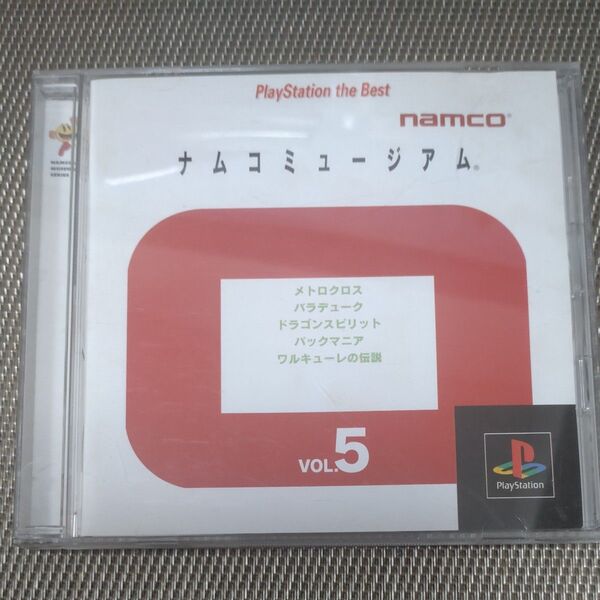 PlayStation the Best
namco®
ナムコミュージアム®
メトロクロス
バラデューク
ドラゴンスピリット
パックマニア
ワルキューレの伝説
VOL.5
PlayStation